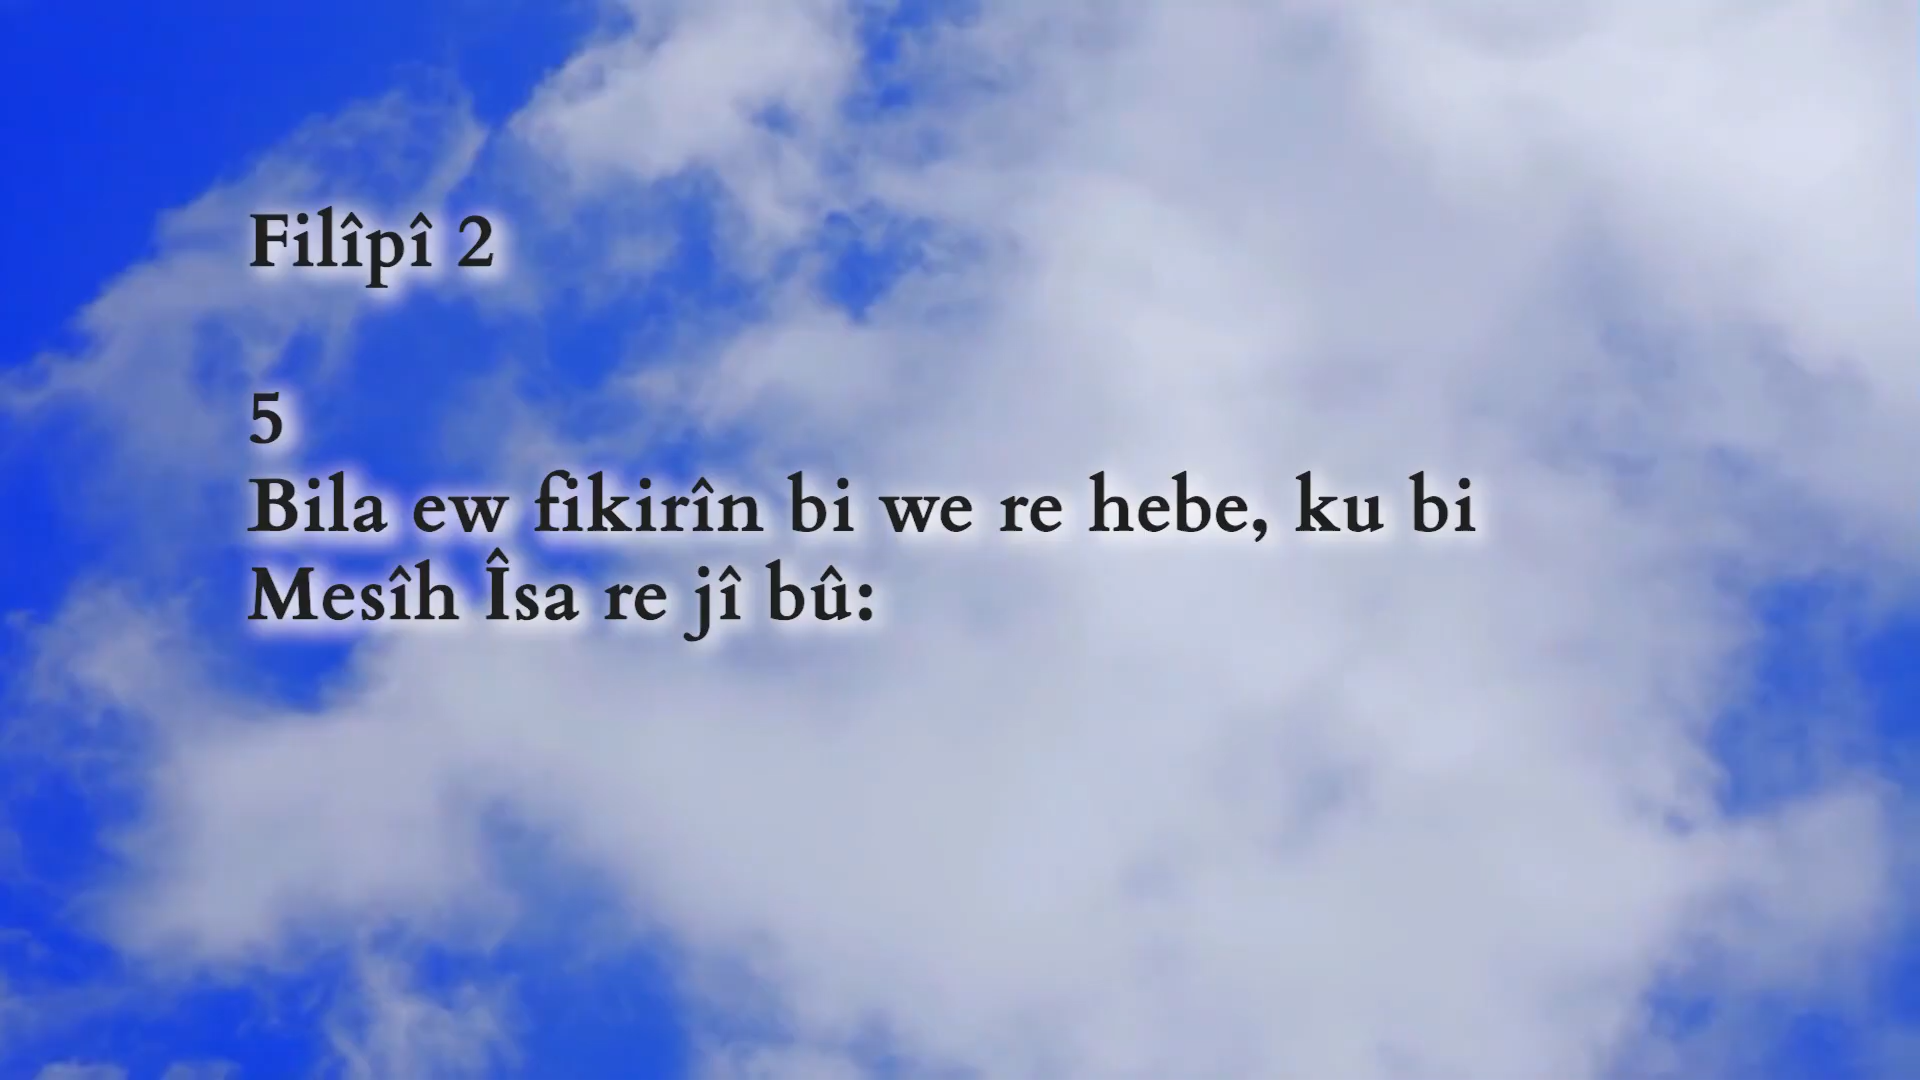 Filîpî 2
5
Bila ew fikirîn bi we re hebe, ku bi
Mesîh Îsa re jî bû: